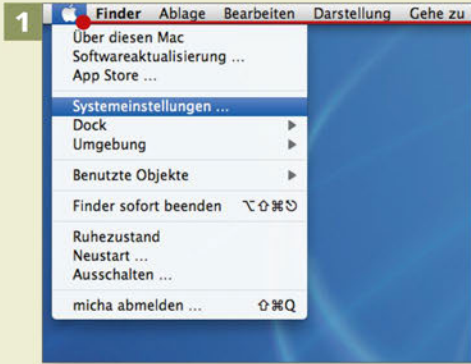 1
Finder Ablage Bearbeiten Darstellung Gehe zu
Über diesen Mac
Softwareaktualisierung ...
App Store ...
Systemeinstellungen ...
Dock
Umgebung
Benutzte Objekte
Finder sofort beenden ⌥⇧⌘⎋
Ruhezustand
Neustart ...
Ausschalten ...
micha abmelden ... ⇧⌘Q